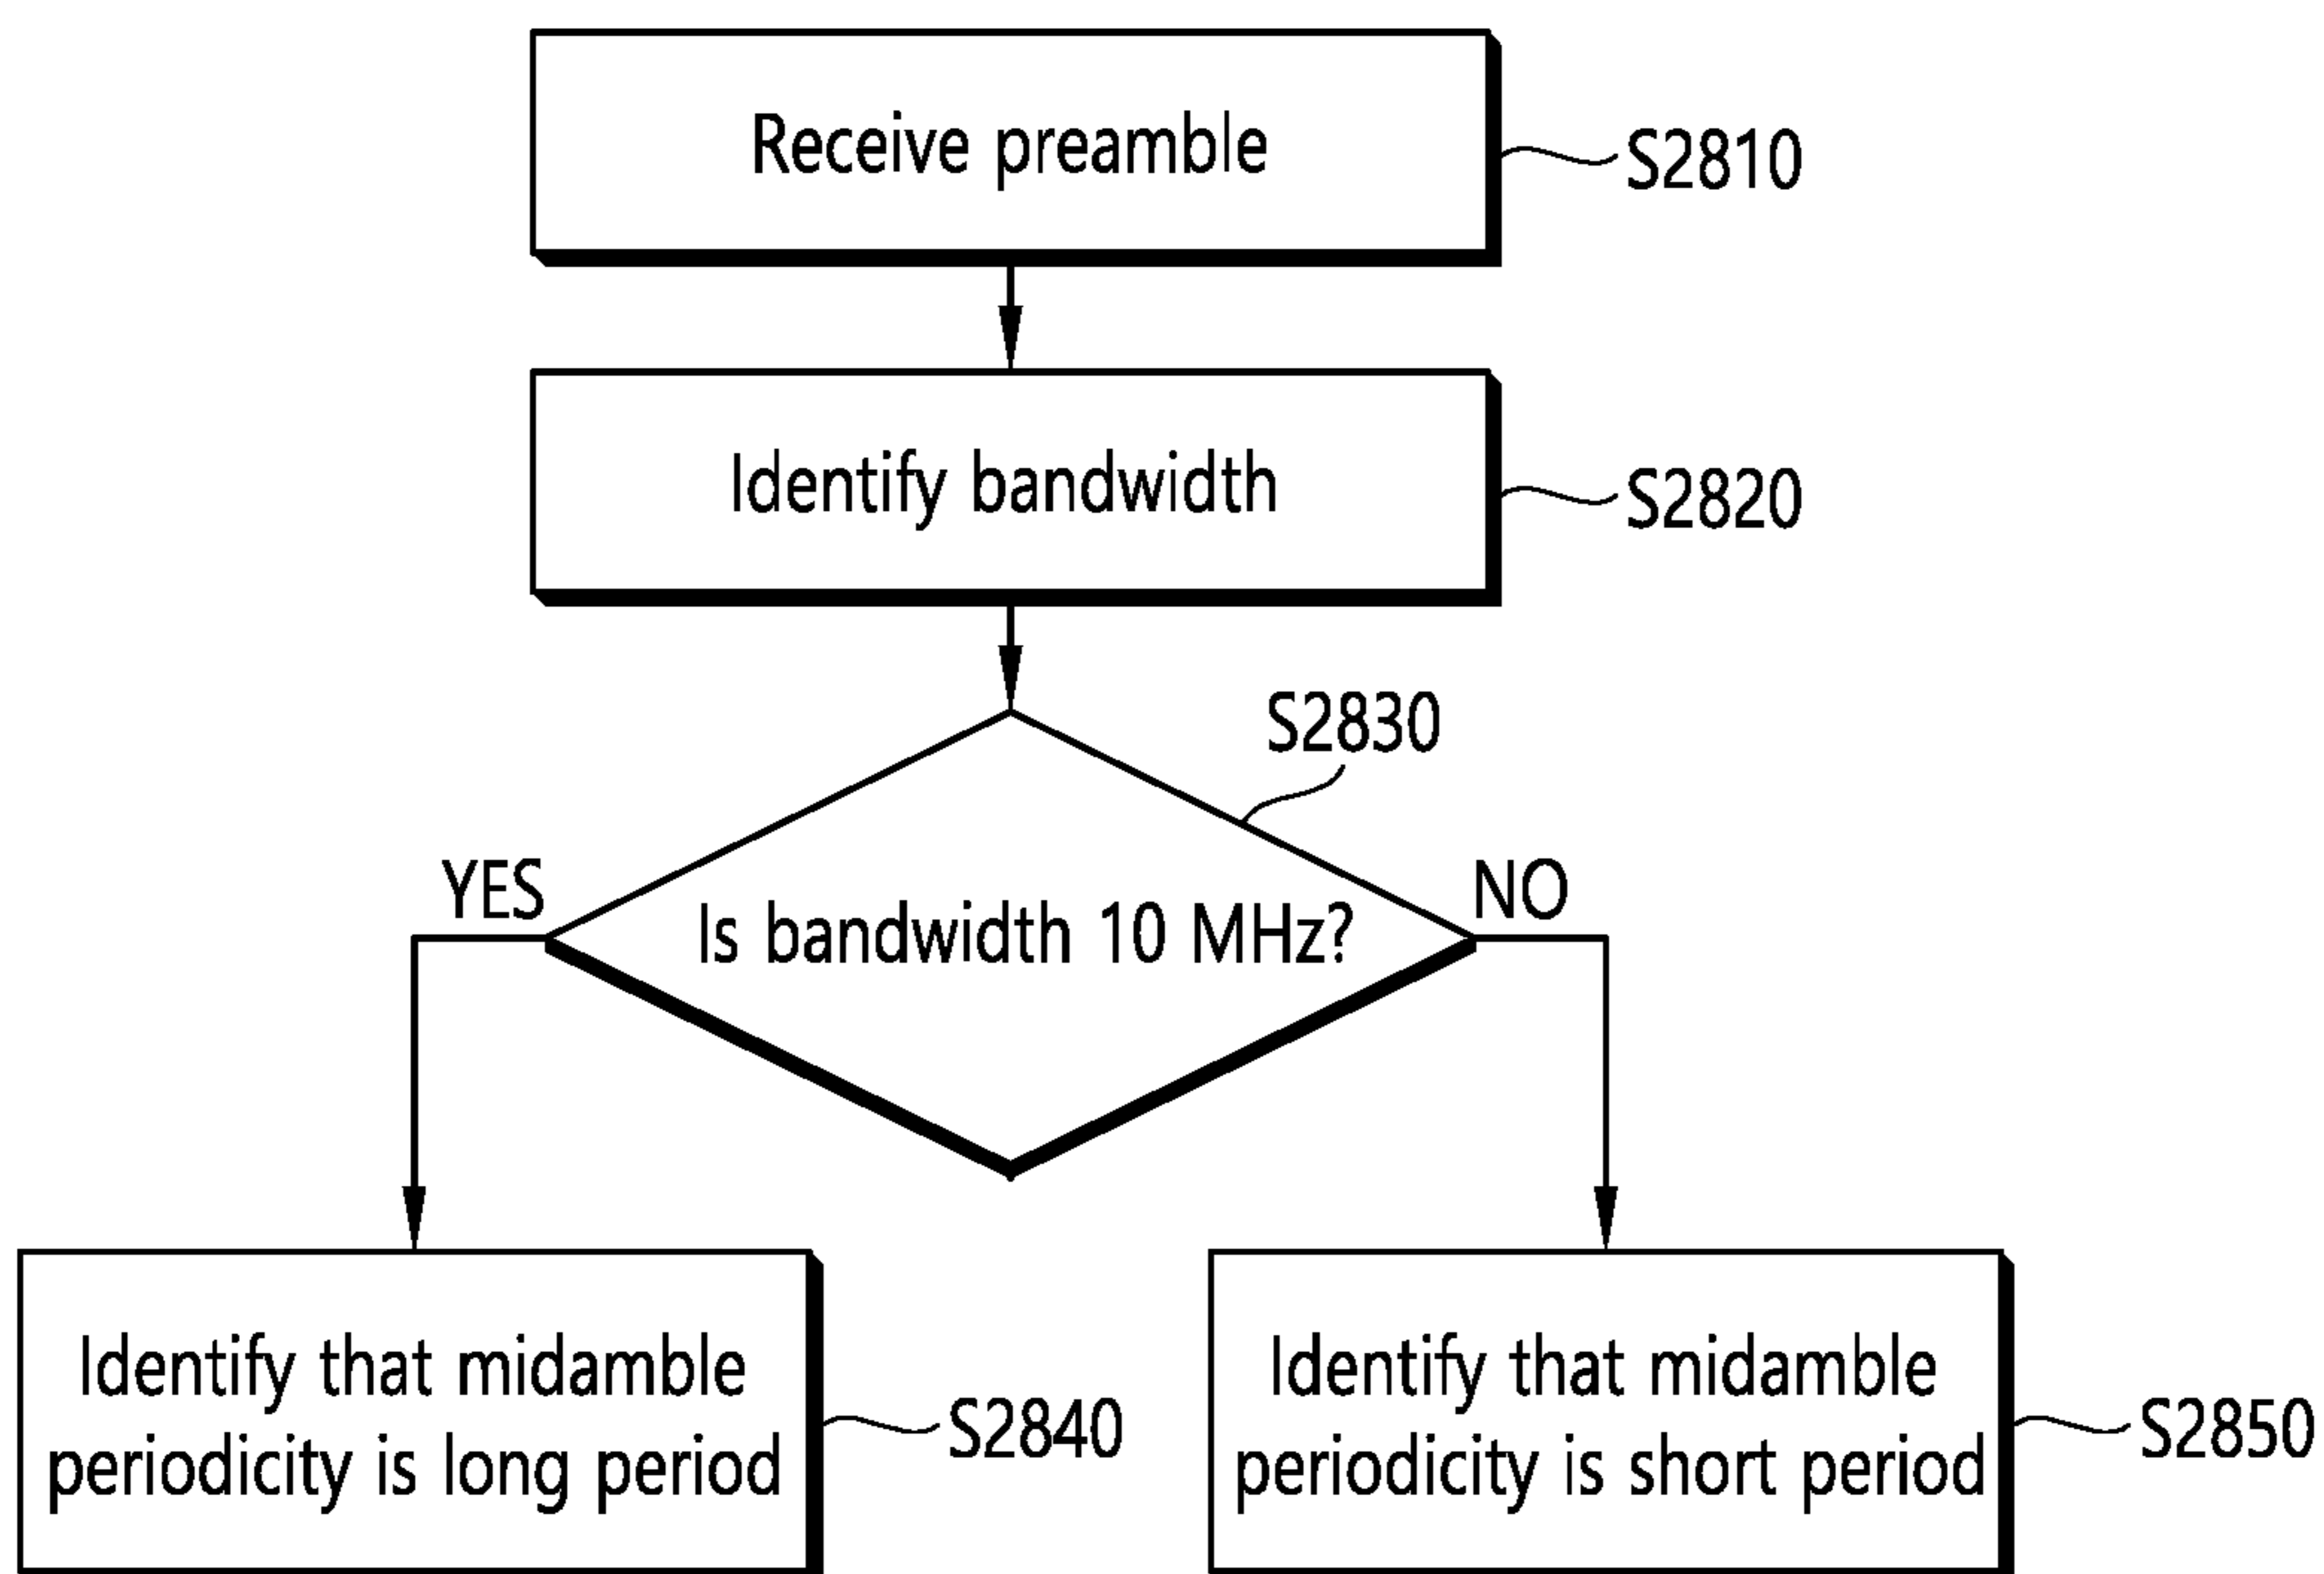 Receive preamble
S2810
Identify bandwidth
S2820
S2830
YES
NO
Is bandwidth 10 MHz?
Identify that midamble
periodicity is long period
S2840
Identify that midamble
periodicity is short period
S2850